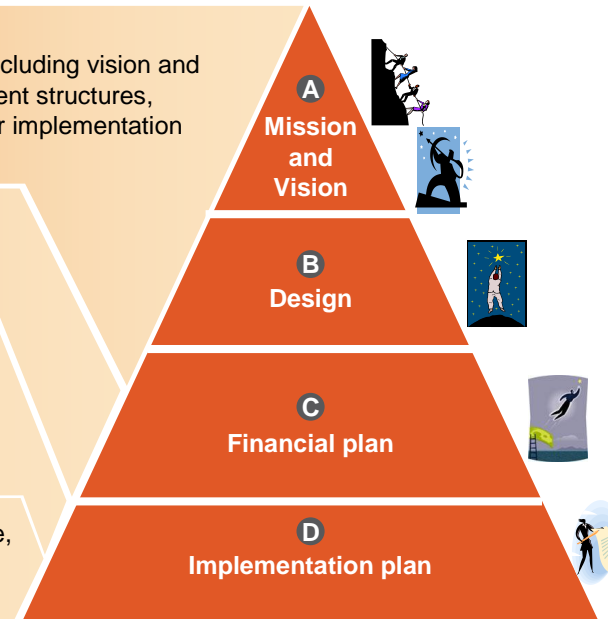 cluding vision and
ent structures,
r implementation
A
Mission
and
Vision
B
Design
C
Financial plan
e,
D
Implementation plan